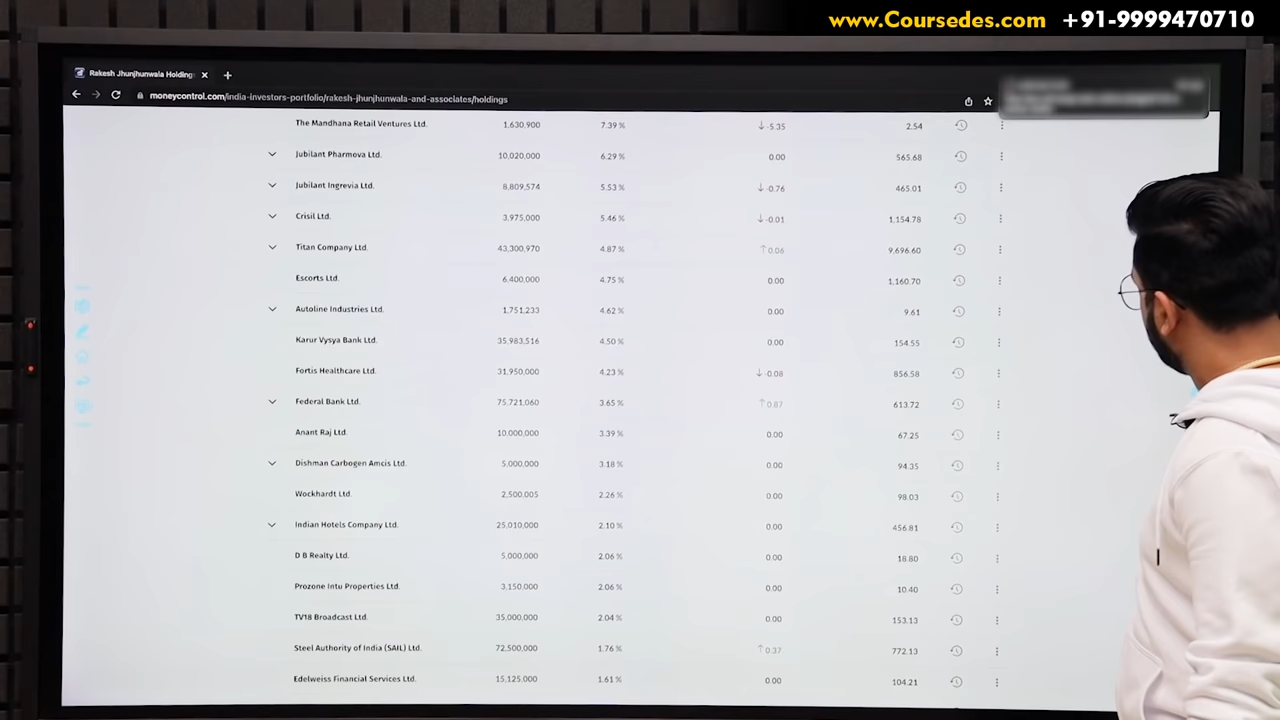 www.Coursedes.com +91-9999470710
Rakesh Jhunjhunwala Holding
moneycontrol.com/india-investors-portfolio/rakesh-jhunjhunwala-and-associates/holdings
The Mandhana Retail Ventures Ltd. 1,630,900 7.39 % ↓ -5.35 2.54
Jubilant Pharmova Ltd. 10,020,000 6.29 % 0.00 565.68
Jubilant Ingrevia Ltd. 8,809,574 5.53 % ↓ -0.76 465.01
Crisil Ltd. 3,975,000 5.46 % ↓ -0.01 1,154.78
Titan Company Ltd. 43,300,970 4.87 % ↑ 0.06 9,696.60
Escorts Ltd. 6,400,000 4.75 % 0.00 1,160.70
Autoline Industries Ltd. 1,751,233 4.62 % 0.00 9.61
Karur Vysya Bank Ltd. 35,983,516 4.50 % 0.00 154.55
Fortis Healthcare Ltd. 31,950,000 4.23 % ↓ -0.08 856.58
Federal Bank Ltd. 75,721,060 3.65 % ↑ 0.87 613.72
Anant Raj Ltd. 10,000,000 3.39 % 0.00 67.25
Dishman Carbogen Amcis Ltd. 5,000,000 3.18 % 0.00 94.35
Wockhardt Ltd. 2,500,005 2.26 % 0.00 98.03
Indian Hotels Company Ltd. 25,010,000 2.10 % 0.00 456.81
D B Realty Ltd. 5,000,000 2.06 % 0.00 18.80
Prozone Intu Properties Ltd. 3,150,000 2.06 % 0.00 10.40
TV18 Broadcast Ltd. 35,000,000 2.04 % 0.00 153.13
Steel Authority of India (SAIL) Ltd. 72,500,000 1.76 % ↑ 0.37 772.13
Edelweiss Financial Services Ltd. 15,125,000 1.61 % 0.00 104.21